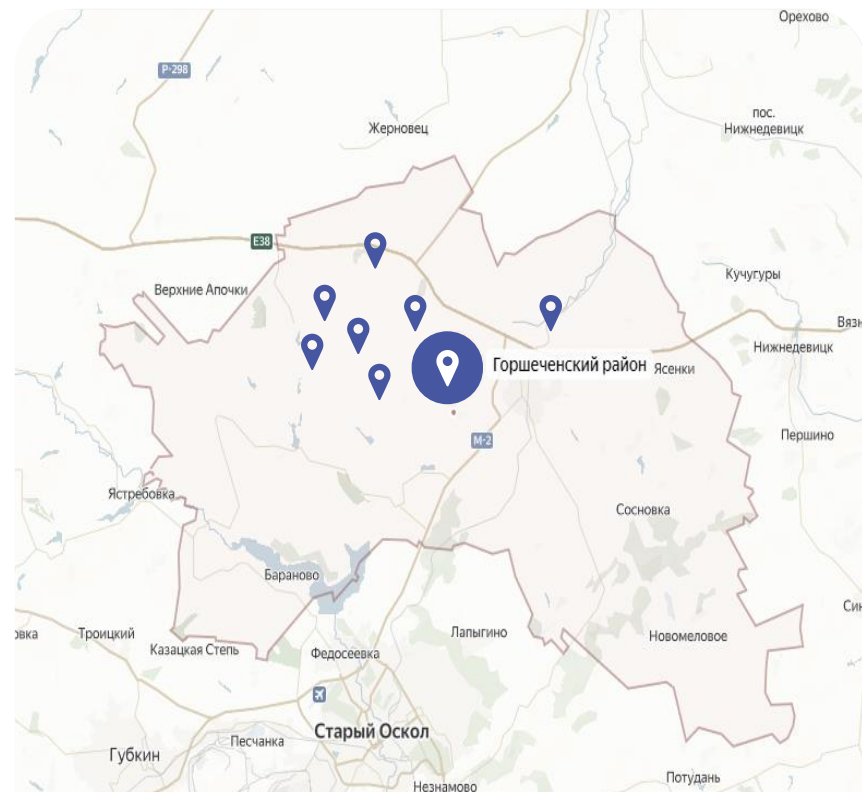 Орехово
Р-298
Жерновец
пос.
Нижнедевицк
Е38
Верхние Апочки
Кучугуры
Вязн
Нижнедевицк
Горшеченский район
Ясенки
М-2
Першино
Ястребовка
Сосновка
Бараново
Син
овка
Троицкий
Казацкая Степь
Федосеевка
Лапыгино
Новомеловое
Старый Оскол
Песчанка
Губкин
Незнамово
Потудань